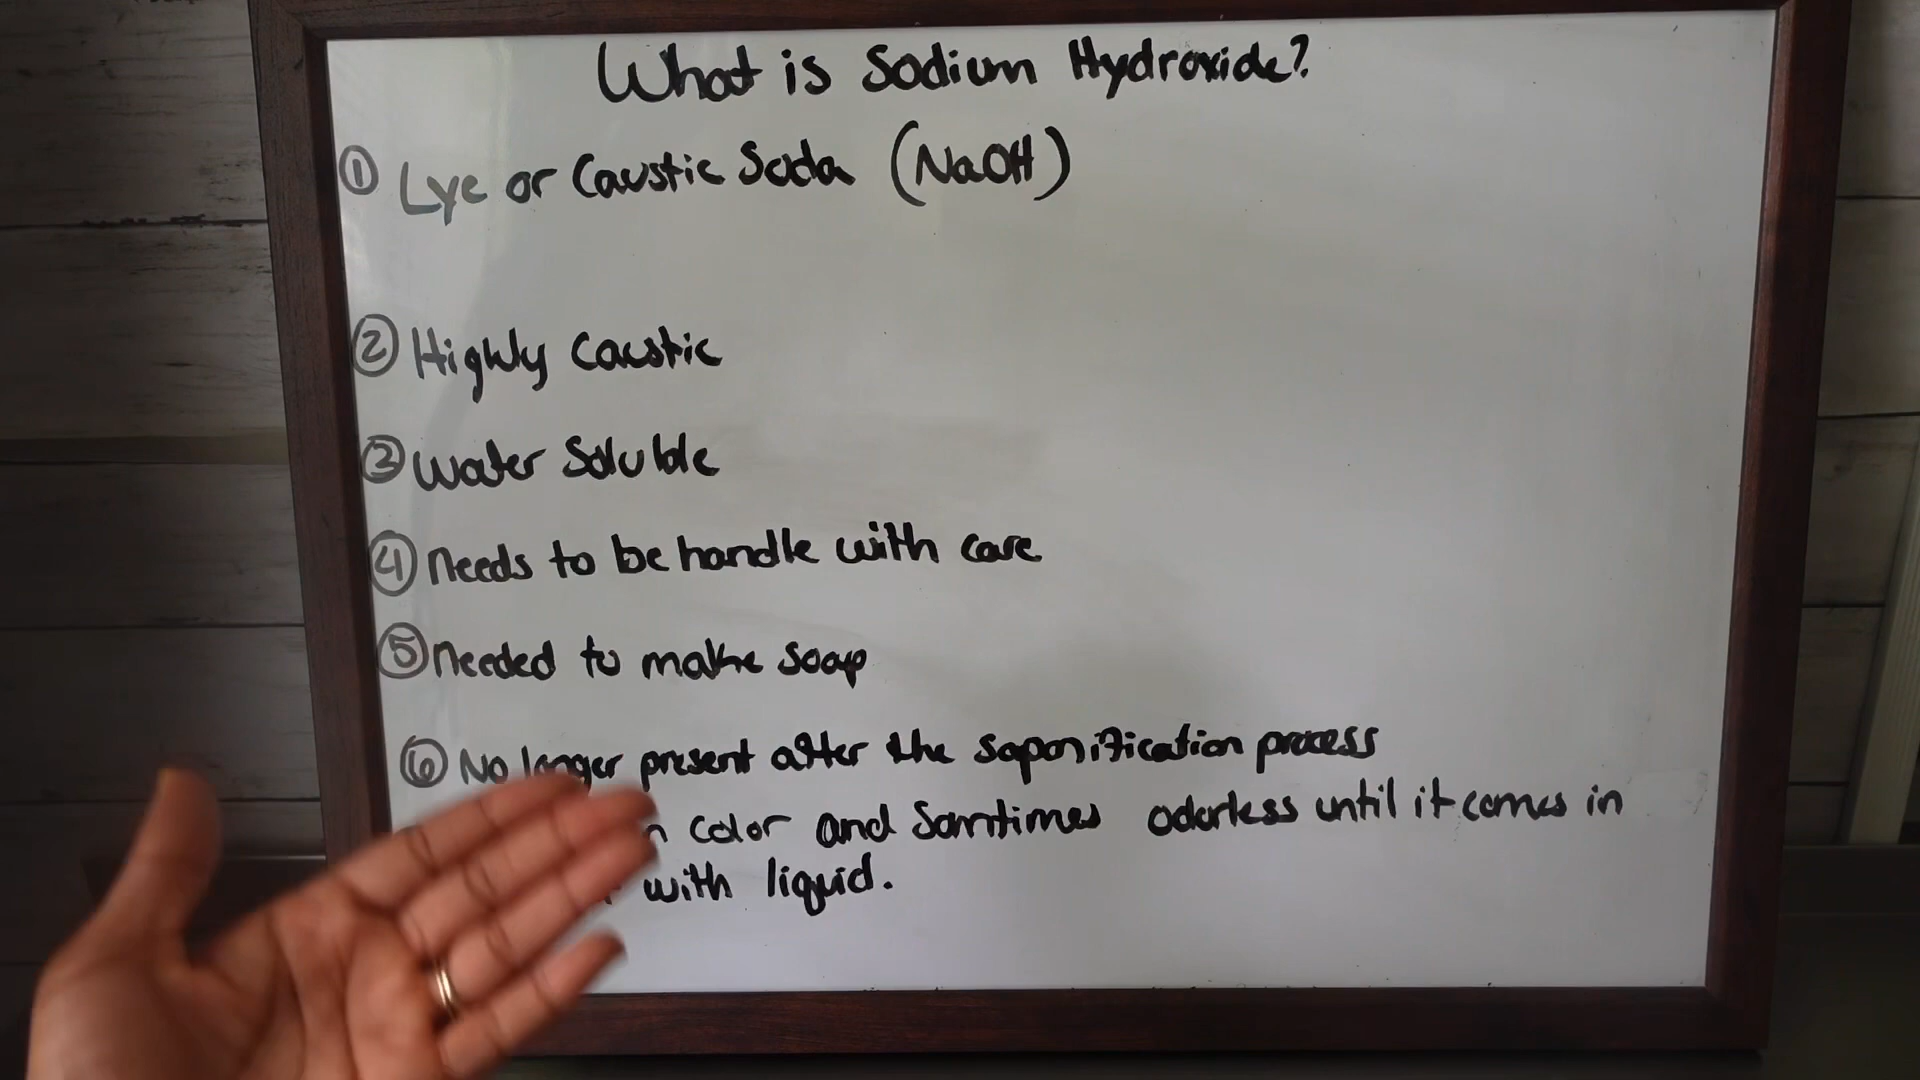 What is Sodium Hydroxide?
① Lye or Caustic Soda (NaOH)
② Highly Caustic
③ Water Soluble
④ Needs to be handle with care
⑤ Needed to make soap
⑥ No longer present after the saponification process
color and Somtimes odorless until it comes in
with liquid.